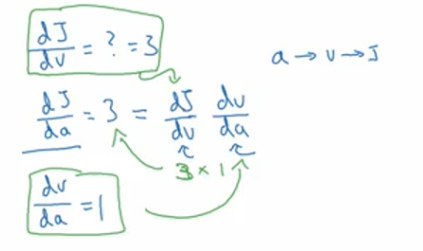 dJ/dv = ? = 3
a → v → J
dJ/da = 3 = dJ/dv dv/da
3 × 1
dv/da = 1